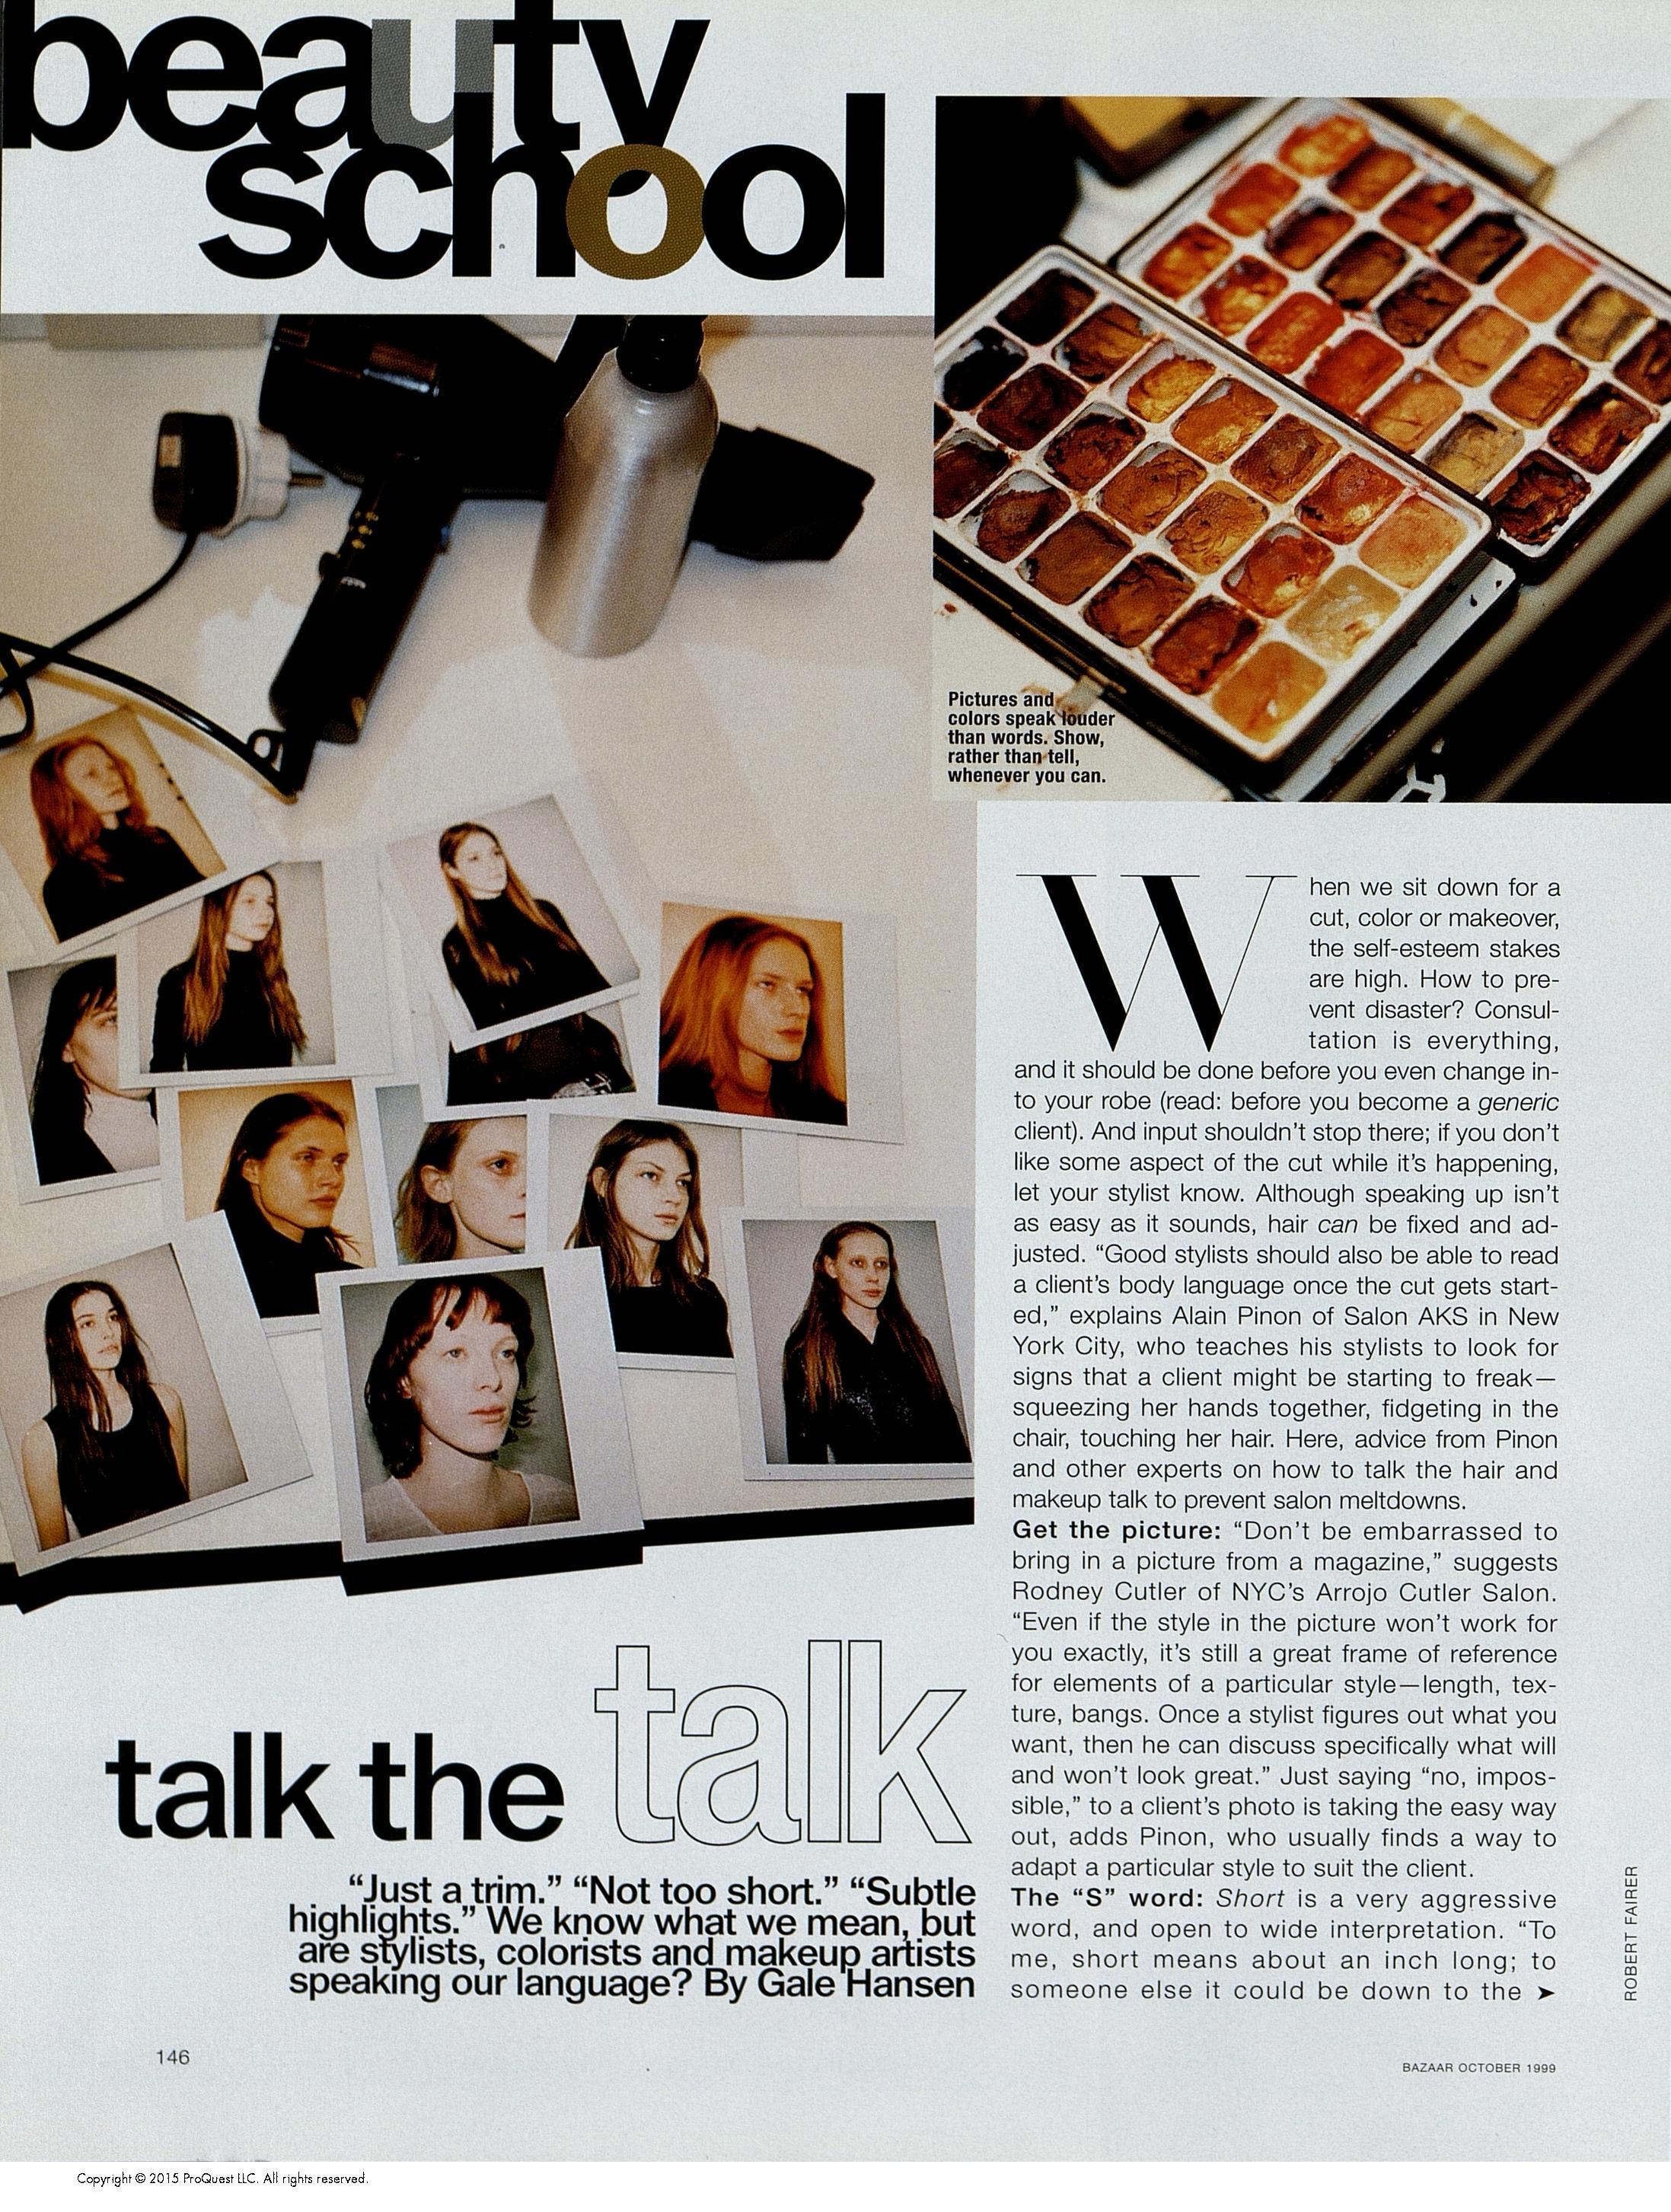 beauty
school
Pictures and
colors speak louder
than words. Show,
rather than tell,
whenever you can.
When we sit down for a
cut, color or makeover,
the self-esteem stakes
are high. How to pre-
vent disaster? Consul-
tation is everything,
and it should be done before you even change in-
to your robe (read: before you become a generic
client). And input shouldn’t stop there; if you don’t
like some aspect of the cut while it’s happening,
let your stylist know. Although speaking up isn’t
as easy as it sounds, hair can be fixed and ad-
justed. “Good stylists should also be able to read
a client’s body language once the cut gets start-
ed,” explains Alain Pinon of Salon AKS in New
York City, who teaches his stylists to look for
signs that a client might be starting to freak—
squeezing her hands together, fidgeting in the
chair, touching her hair. Here, advice from Pinon
and other experts on how to talk the hair and
makeup talk to prevent salon meltdowns.
Get the picture: “Don’t be embarrassed to
bring in a picture from a magazine,” suggests
Rodney Cutler of NYC’s Arrojo Cutler Salon.
“Even if the style in the picture won’t work for
you exactly, it’s still a great frame of reference
for elements of a particular style—length, tex-
ture, bangs. Once a stylist figures out what you
want, then he can discuss specifically what will
and won’t look great.” Just saying “no, impos-
sible,” to a client’s photo is taking the easy way
out, adds Pinon, who usually finds a way to
adapt a particular style to suit the client.
The “S” word: Short is a very aggressive
word, and open to wide interpretation. “To
me, short means about an inch long; to
someone else it could be down to the ➤
talk the talk
“Just a trim.” “Not too short.” “Subtle
highlights.” We know what we mean, but
are stylists, colorists and makeup artists
speaking our language? By Gale Hansen
ROBERT FAIRER
146
BAZAAR OCTOBER 1999
Copyright © 2015 ProQuest LLC. All rights reserved.